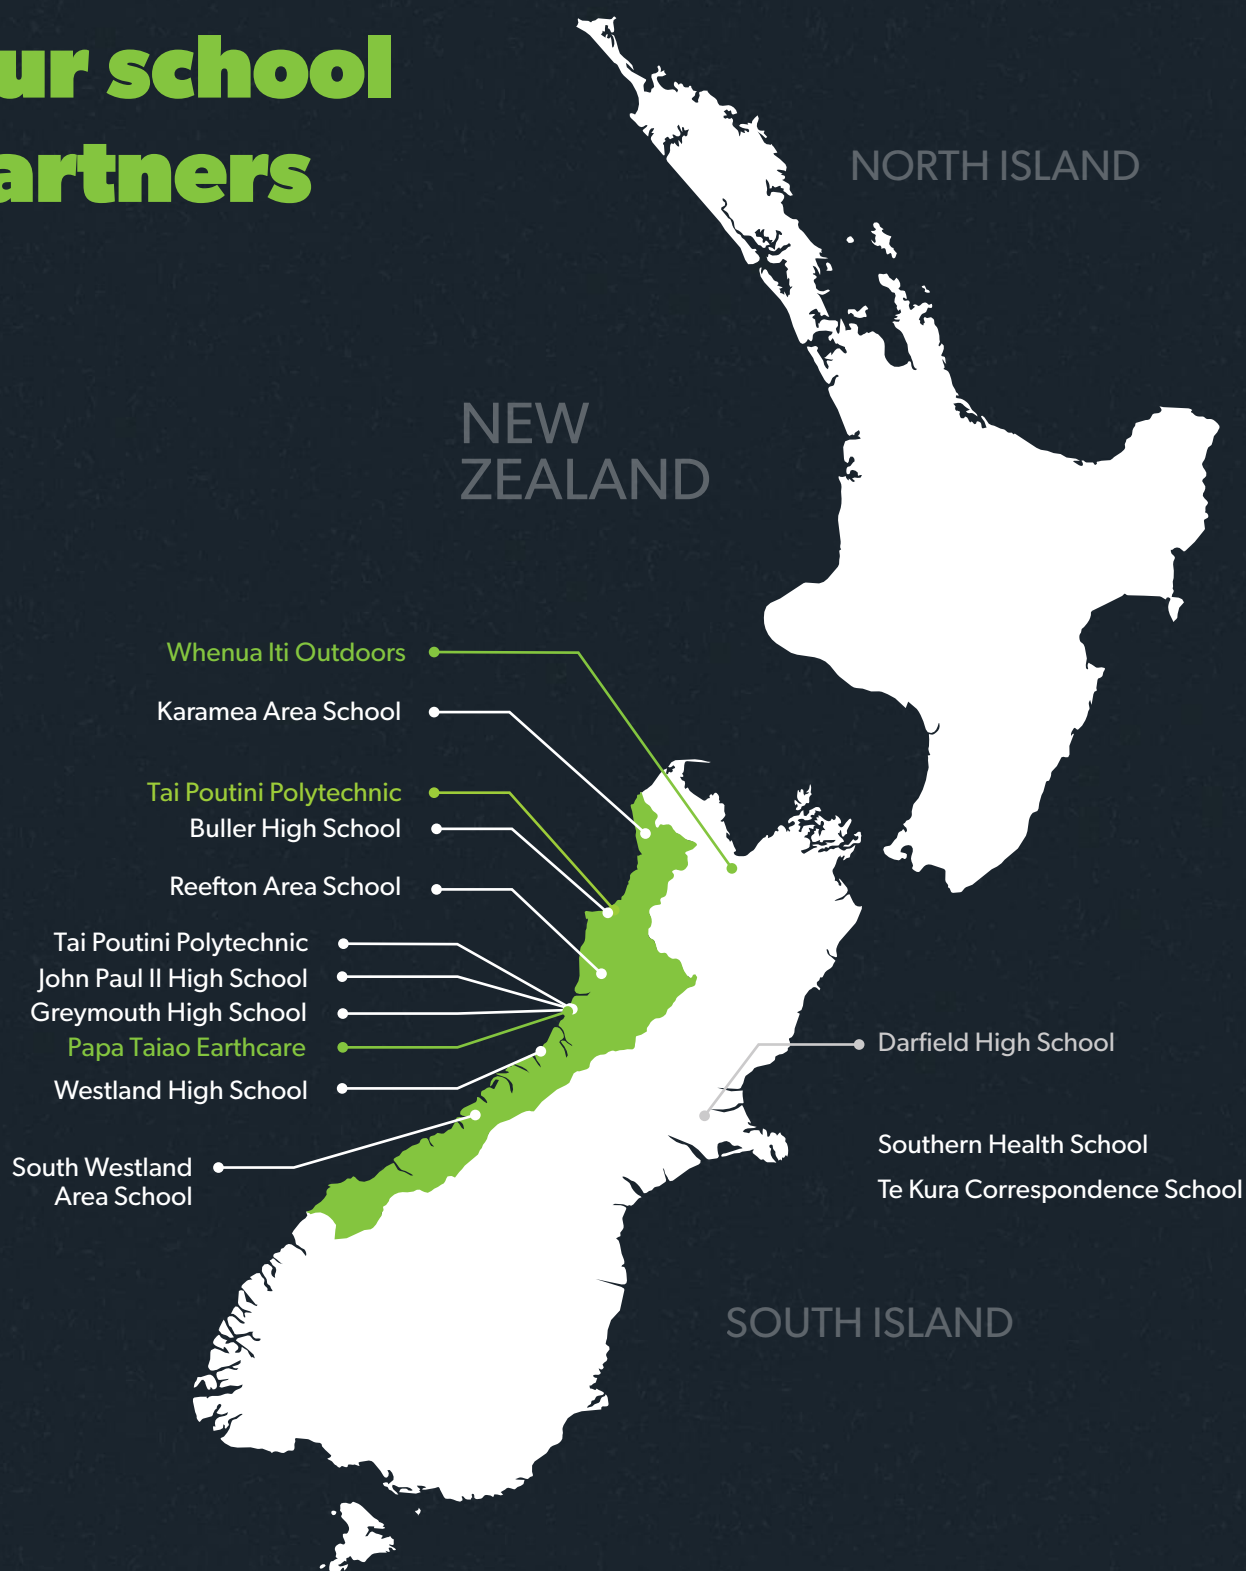 ur school
artners
NORTH ISLAND
NEW
ZEALAND
Whenua Iti Outdoors
Karamea Area School
Tai Poutini Polytechnic
Buller High School
Reefton Area School
Tai Poutini Polytechnic
John Paul II High School
Greymouth High School
Papa Taiao Earthcare
Westland High School
South Westland
Area School
Darfield High School
Southern Health School
Te Kura Correspondence School
SOUTH ISLAND